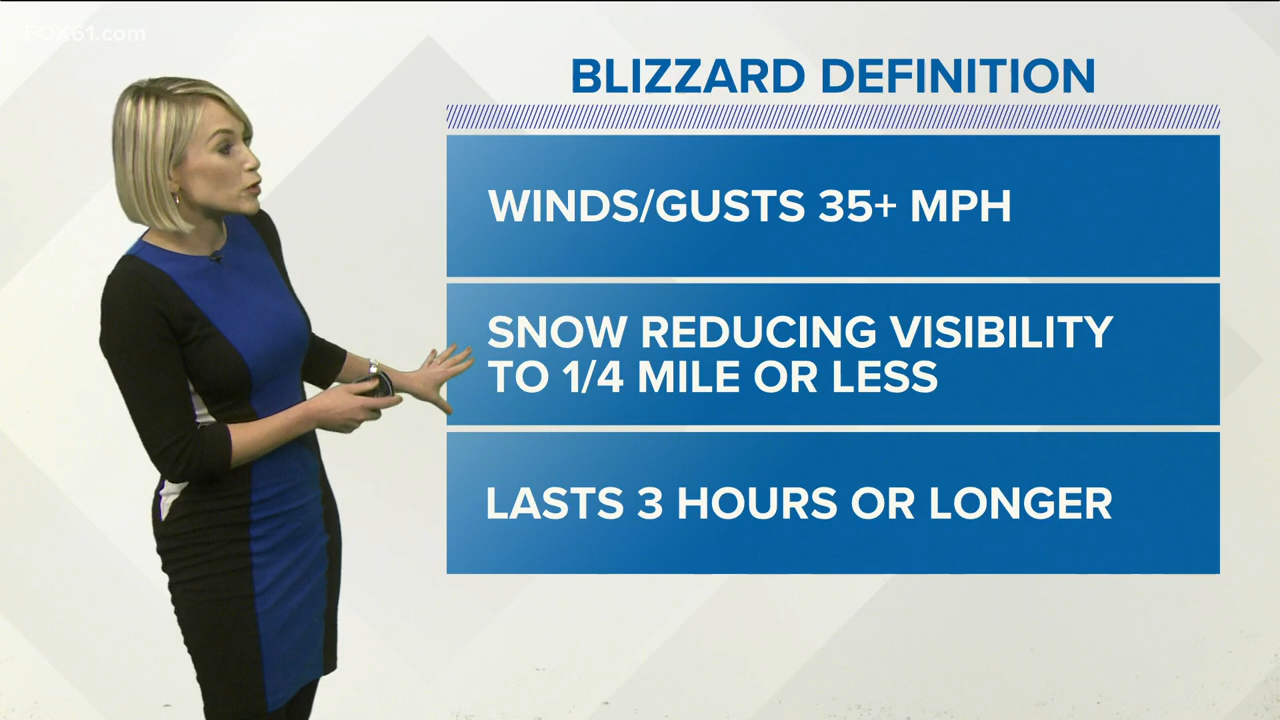 FOX61.com
BLIZZARD DEFINITION
WINDS/GUSTS 35+ MPH
SNOW REDUCING VISIBILITY
TO 1/4 MILE OR LESS
LASTS 3 HOURS OR LONGER